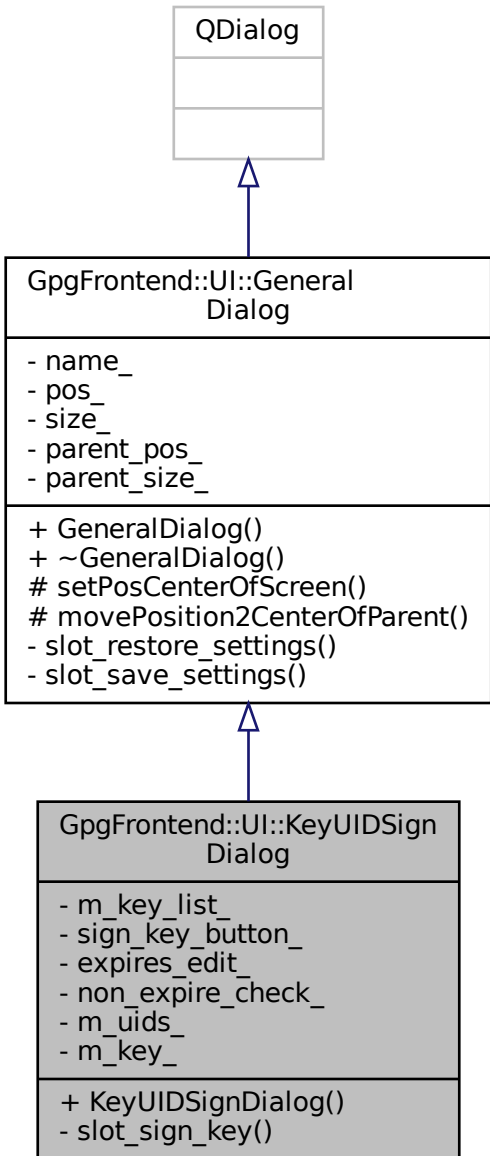 QDialog
GpgFrontend::UI::General
Dialog
- name_
- pos_
- size_
- parent_pos_
- parent_size_
+ GeneralDialog()
+ ~GeneralDialog()
# setPosCenterOfScreen()
# movePosition2CenterOfParent()
- slot_restore_settings()
- slot_save_settings()
GpgFrontend::UI::KeyUIDSign
Dialog
- m_key_list_
- sign_key_button_
- expires_edit_
- non_expire_check_
- m_uids_
- m_key_
+ KeyUIDSignDialog()
- slot_sign_key()